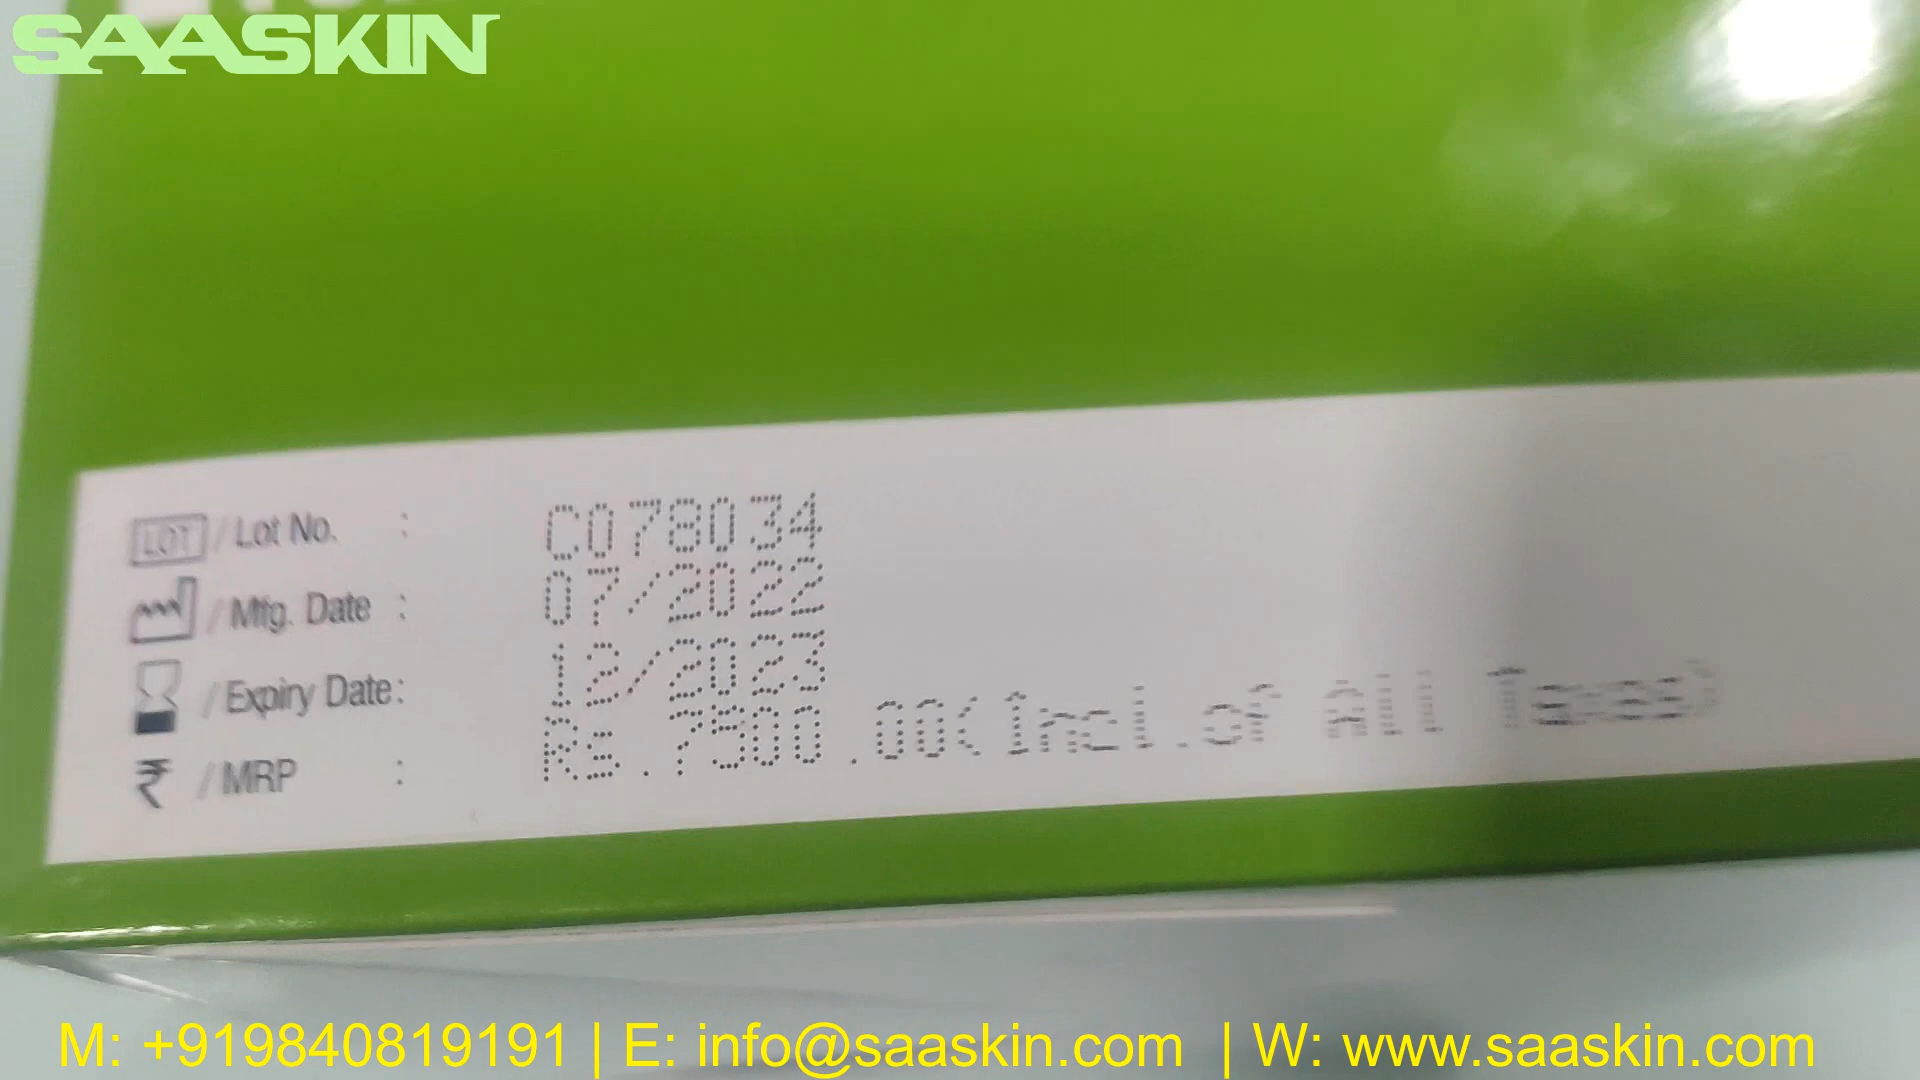 SAASKIN
LOT / Lot No. : C078034
/ Mfg. Date : 07/2022
/ Expiry Date: 12/2023
₹ / MRP : Rs.7500.00(Incl.of All Taxes)
M: +919840819191 | E: info@saaskin.com | W: www.saaskin.com